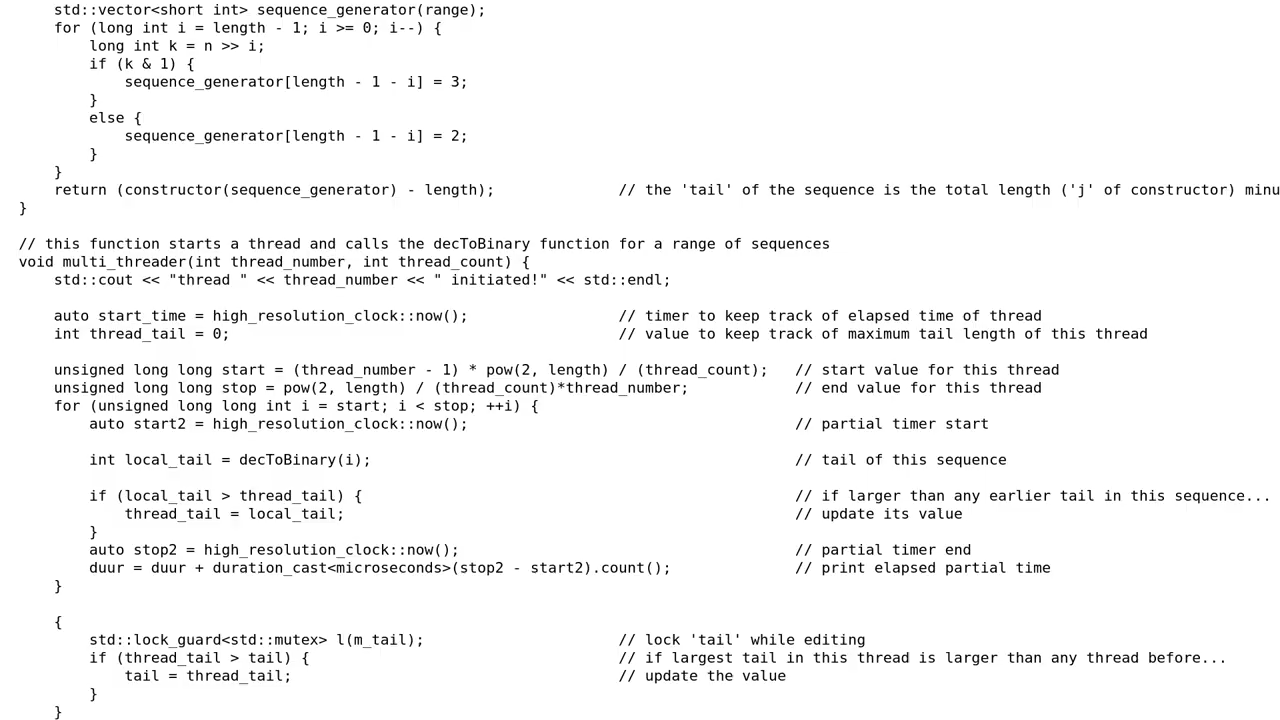 std::vector<short int> sequence_generator(range);
    for (long int i = length - 1; i >= 0; i--) {
        long int k = n >> i;
        if (k & 1) {
            sequence_generator[length - 1 - i] = 3;
        }
        else {
            sequence_generator[length - 1 - i] = 2;
        }
    }
    return (constructor(sequence_generator) - length);              // the 'tail' of the sequence is the total length ('j' of constructor) minu
}

// this function starts a thread and calls the decToBinary function for a range of sequences
void multi_threader(int thread_number, int thread_count) {
    std::cout << "thread " << thread_number << " initiated!" << std::endl;

    auto start_time = high_resolution_clock::now();                 // timer to keep track of elapsed time of thread
    int thread_tail = 0;                                            // value to keep track of maximum tail length of this thread

    unsigned long long start = (thread_number - 1) * pow(2, length) / (thread_count);   // start value for this thread
    unsigned long long stop = pow(2, length) / (thread_count)*thread_number;            // end value for this thread
    for (unsigned long long int i = start; i < stop; ++i) {
        auto start2 = high_resolution_clock::now();                                     // partial timer start

        int local_tail = decToBinary(i);                                                // tail of this sequence

        if (local_tail > thread_tail) {                                                 // if larger than any earlier tail in this sequence...
            thread_tail = local_tail;                                                   // update its value
        }
        auto stop2 = high_resolution_clock::now();                                      // partial timer end
        duur = duur + duration_cast<microseconds>(stop2 - start2).count();              // print elapsed partial time
    }

    {
        std::lock_guard<std::mutex> l(m_tail);                      // lock 'tail' while editing
        if (thread_tail > tail) {                                   // if largest tail in this thread is larger than any thread before...
            tail = thread_tail;                                     // update the value
        }
    }